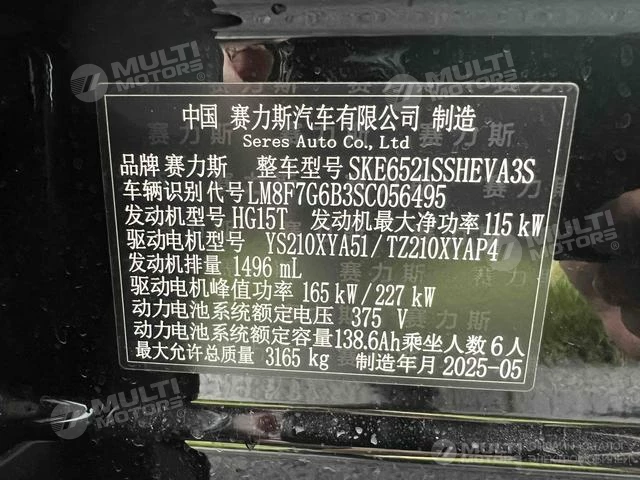 MULTI MOTORS
MULTI MOTORS
中国 赛力斯汽车有限公司 制造
Seres Auto Co., Ltd
品牌 赛力斯 整车型号 SKE6521SSHEVA3S
车辆识别代号 LM8F7G6B3SC056495
发动机型号 HG15T 发动机最大净功率 115 kW
驱动电机型号 YS210XYA51/TZ210XYAP4
发动机排量 1496 mL
驱动电机峰值功率 165 kW/227 kW
动力电池系统额定电压 375 V
动力电池系统额定容量 138.6Ah 乘坐人数 6 人
最大允许总质量 3165 kg 制造年月 2025-05
MULTI MOTORS
MULTI MOTORS